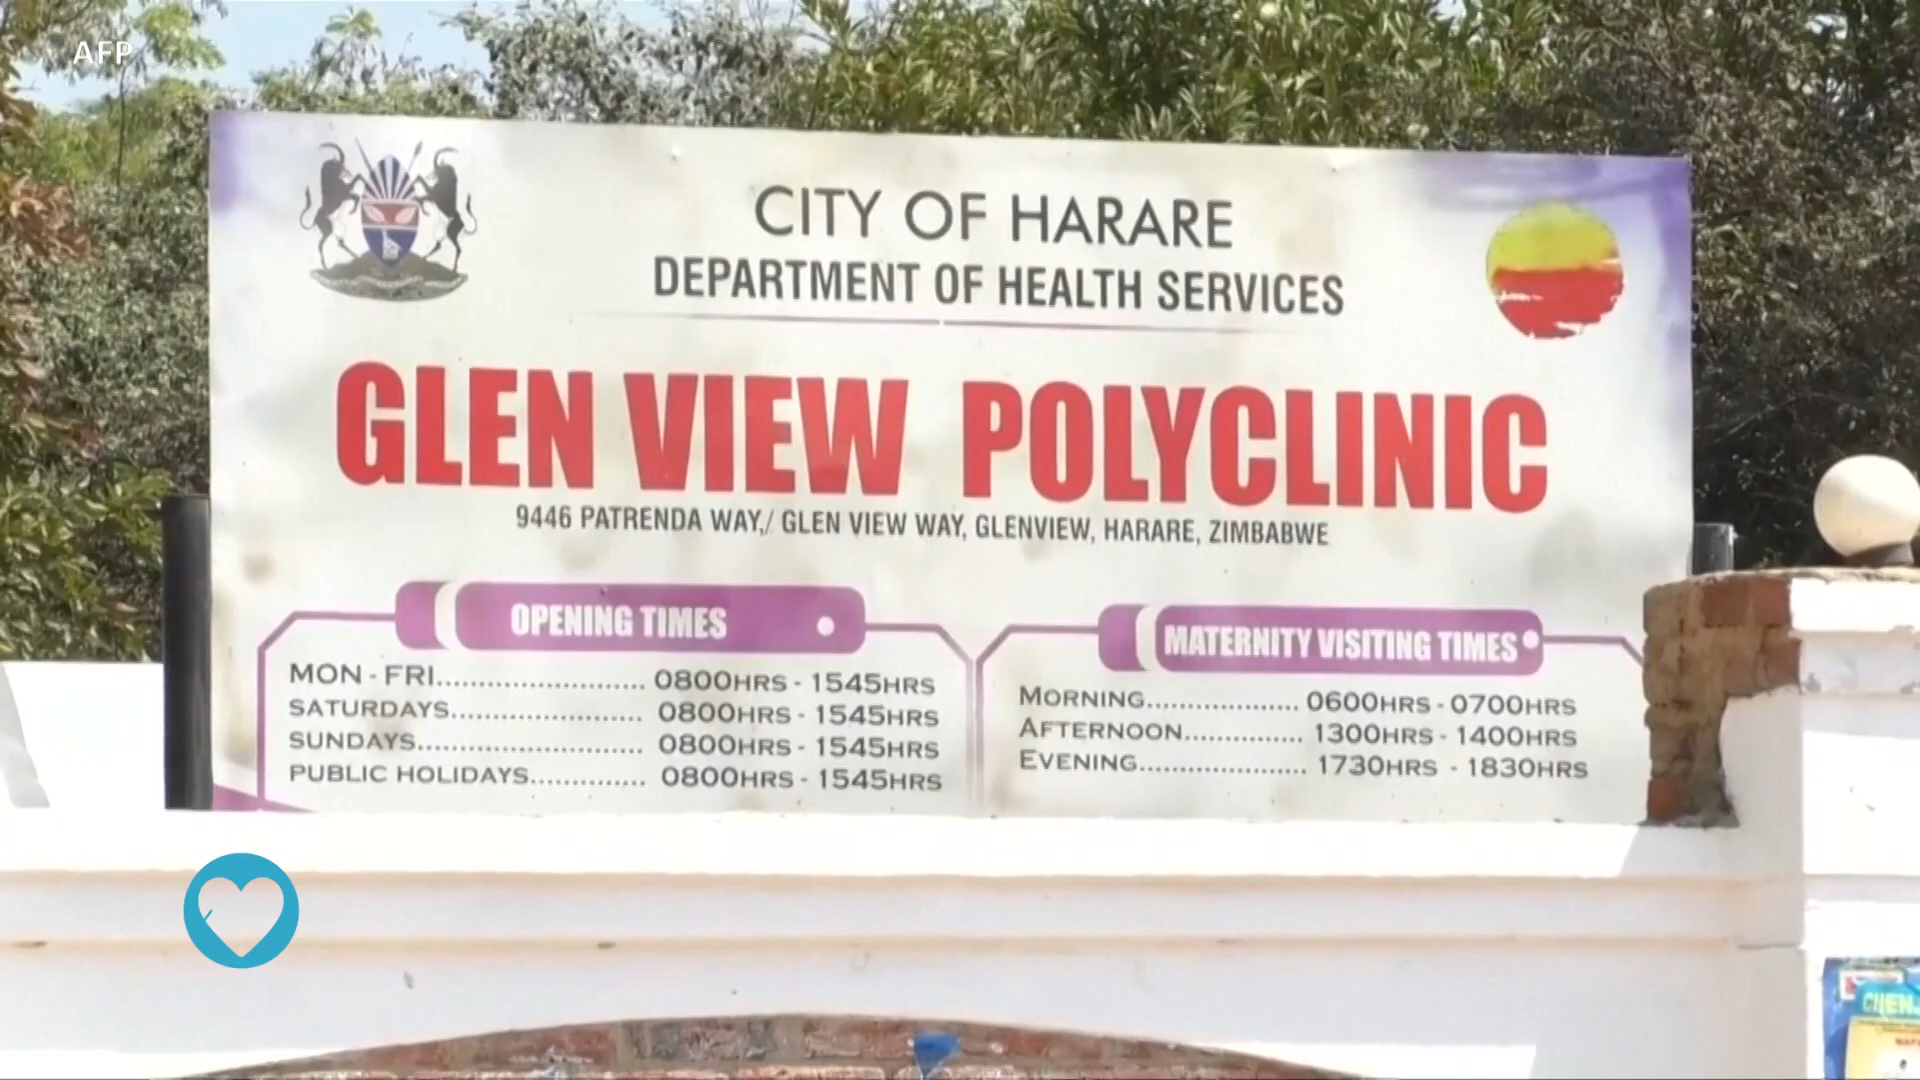 AFP
CITY OF HARARE
DEPARTMENT OF HEALTH SERVICES
GLEN VIEW POLYCLINIC
9446 PATRENDA WAY,/ GLEN VIEW WAY, GLENVIEW, HARARE, ZIMBABWE
OPENING TIMES
MON - FRI.......................... 0800HRS - 1545HRS
SATURDAYS........................ 0800HRS - 1545HRS
SUNDAYS............................ 0800HRS - 1545HRS
PUBLIC HOLIDAYS.............. 0800HRS - 1545HRS
MATERNITY VISITING TIMES
MORNING................... 0600HRS - 0700HRS
AFTERNOON............... 1300HRS - 1400HRS
EVENING..................... 1730HRS - 1830HRS